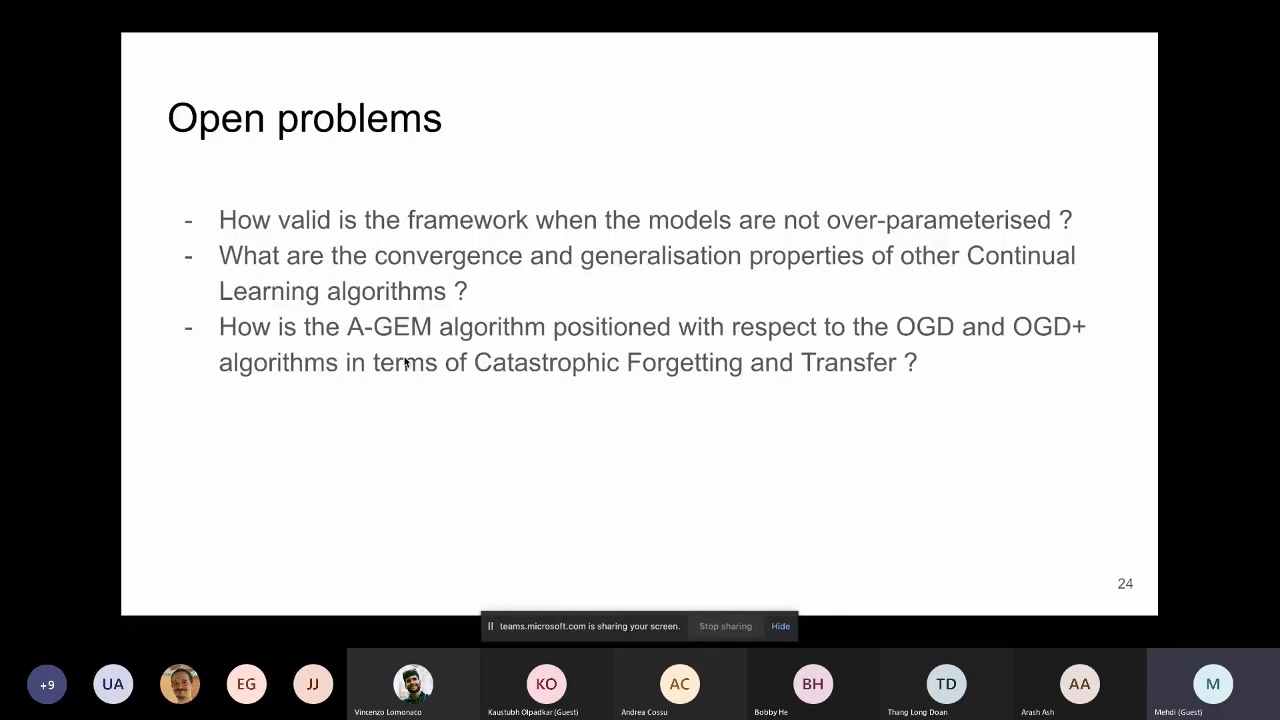 Open problems
- How valid is the framework when the models are not over-parameterised ?
- What are the convergence and generalisation properties of other Continual
Learning algorithms ?
- How is the A-GEM algorithm positioned with respect to the OGD and OGD+
algorithms in terms of Catastrophic Forgetting and Transfer ?
24
teams.microsoft.com is sharing your screen. Stop sharing Hide
+9 UA EG JJ KO AC BH TD AA M
Vincenzo Lomonaco Kaustubh Olpadkar (Guest) Andrea Cossu Bobby He Thang Long Doan Arash Ash Mehdi (Guest)